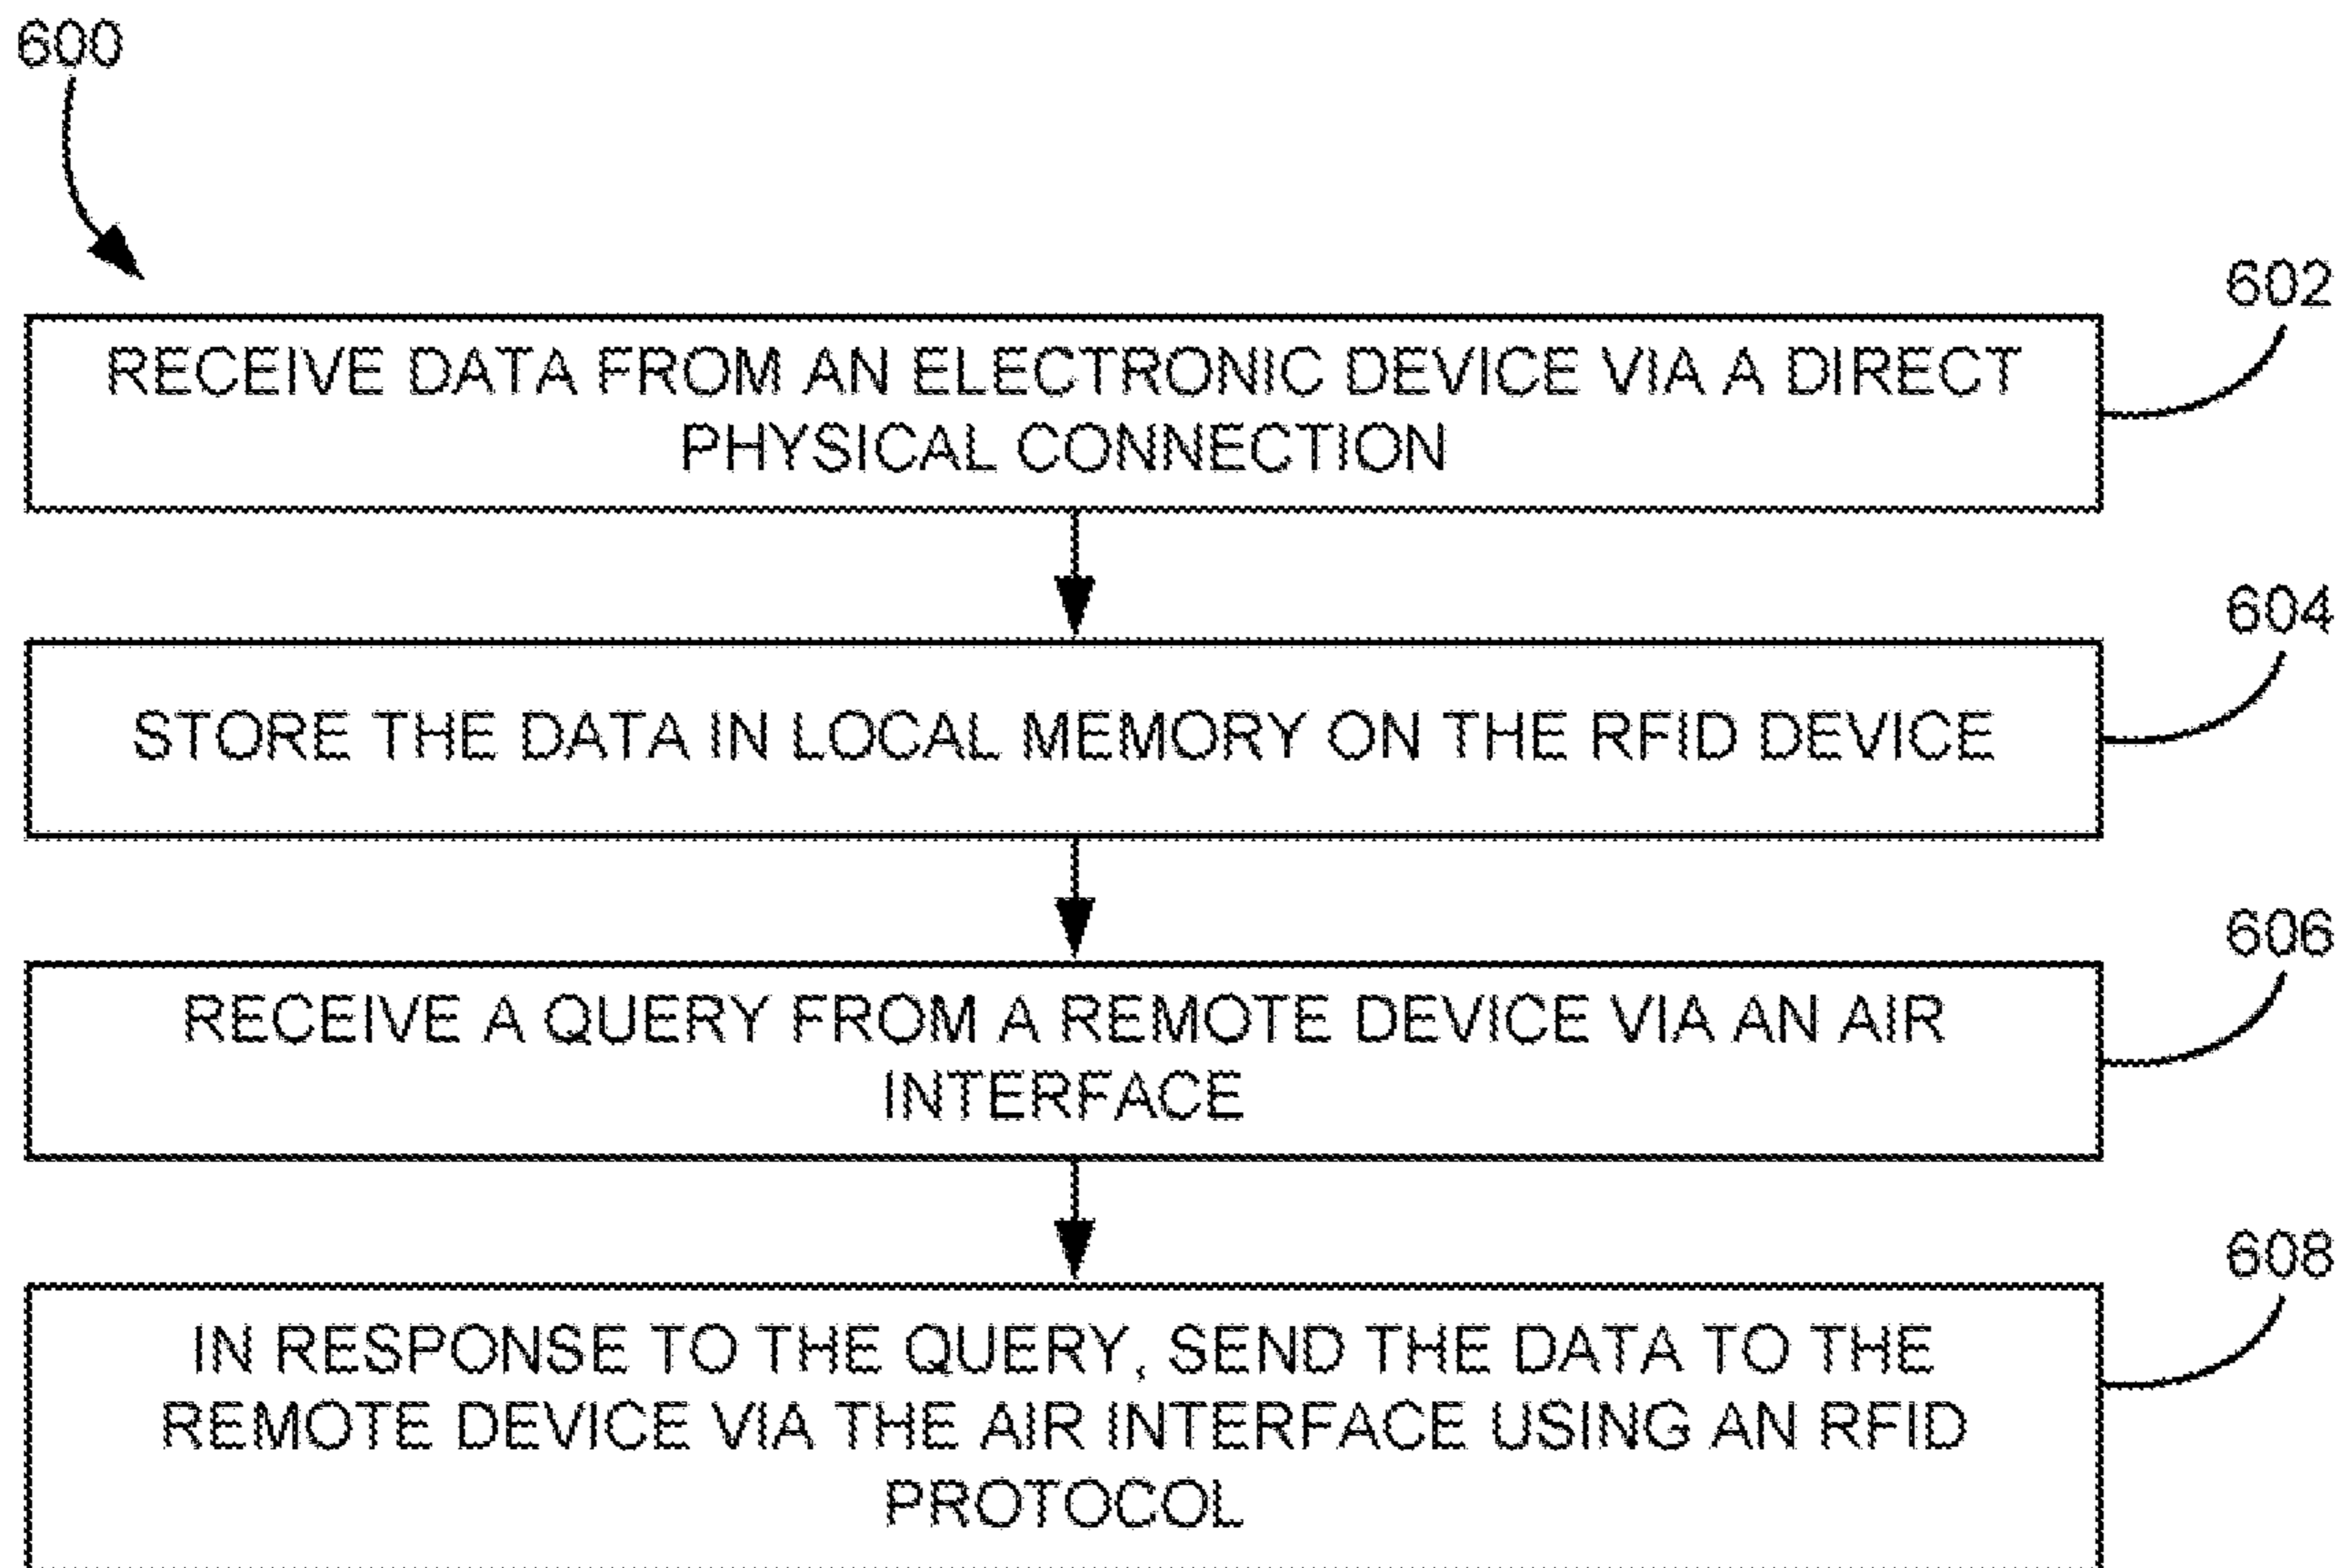 600
602
RECEIVE DATA FROM AN ELECTRONIC DEVICE VIA A DIRECT
PHYSICAL CONNECTION
604
STORE THE DATA IN LOCAL MEMORY ON THE RFID DEVICE
606
RECEIVE A QUERY FROM A REMOTE DEVICE VIA AN AIR
INTERFACE
608
IN RESPONSE TO THE QUERY, SEND THE DATA TO THE
REMOTE DEVICE VIA THE AIR INTERFACE USING AN RFID
PROTOCOL